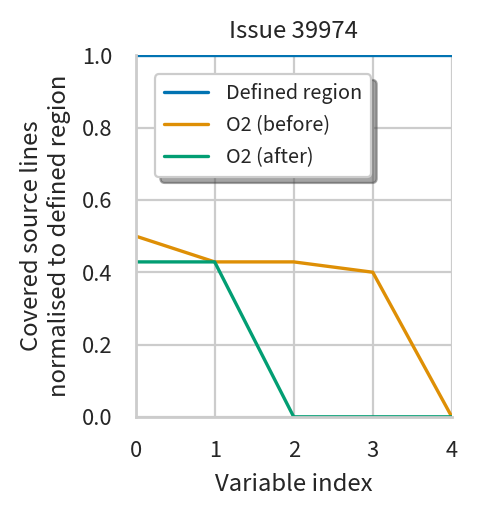 Issue 39974
Covered source lines
normalised to defined region
1.0
0.8
0.6
0.4
0.2
0.0
Defined region
O2 (before)
O2 (after)
0 1 2 3 4
Variable index